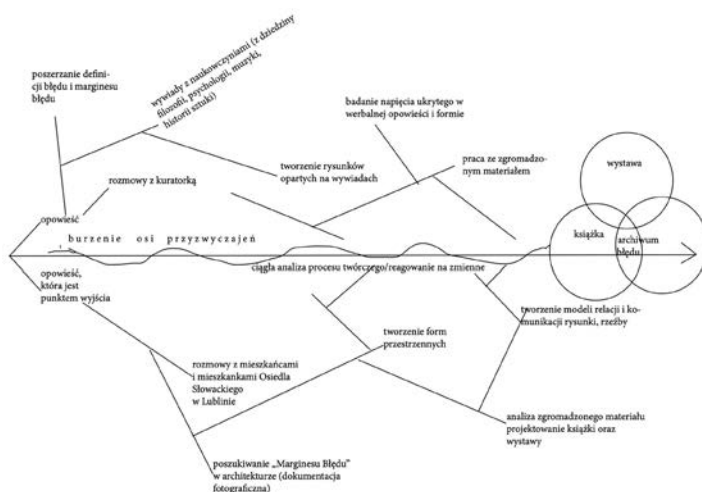 poszerzanie defini-
cji błędu i marginesu
błędu
wywiady z naukowczyniami (z dziedziny
filozofii, psychologii, muzyki,
historii sztuki)
badanie napięcia ukrytego w
werbalnej opowieści i formie
wystawa
rozmowy z kuratorką
tworzenie rysunków
opartych na wywiadach
praca ze zgromadzo-
nym materiałem
opowieść
książka
archiwum
błędu
burzenie osi przyzwyczajeń
ciągła analiza procesu twórczego/reagowanie na zmienne
opowieść,
która jest
punktem wyjścia
tworzenie modeli relacji i ko-
munikacji rysunki, rzeźby
tworzenie form
przestrzennych
rozmowy z mieszkańcami
i mieszkankami Osiedla
Słowackiego
w Lublinie
analiza zgromadzonego materiału
projektowanie książki oraz
wystawy
poszukiwanie „Marginesu Błędu”
w architekturze (dokumentacja
fotograficzna)